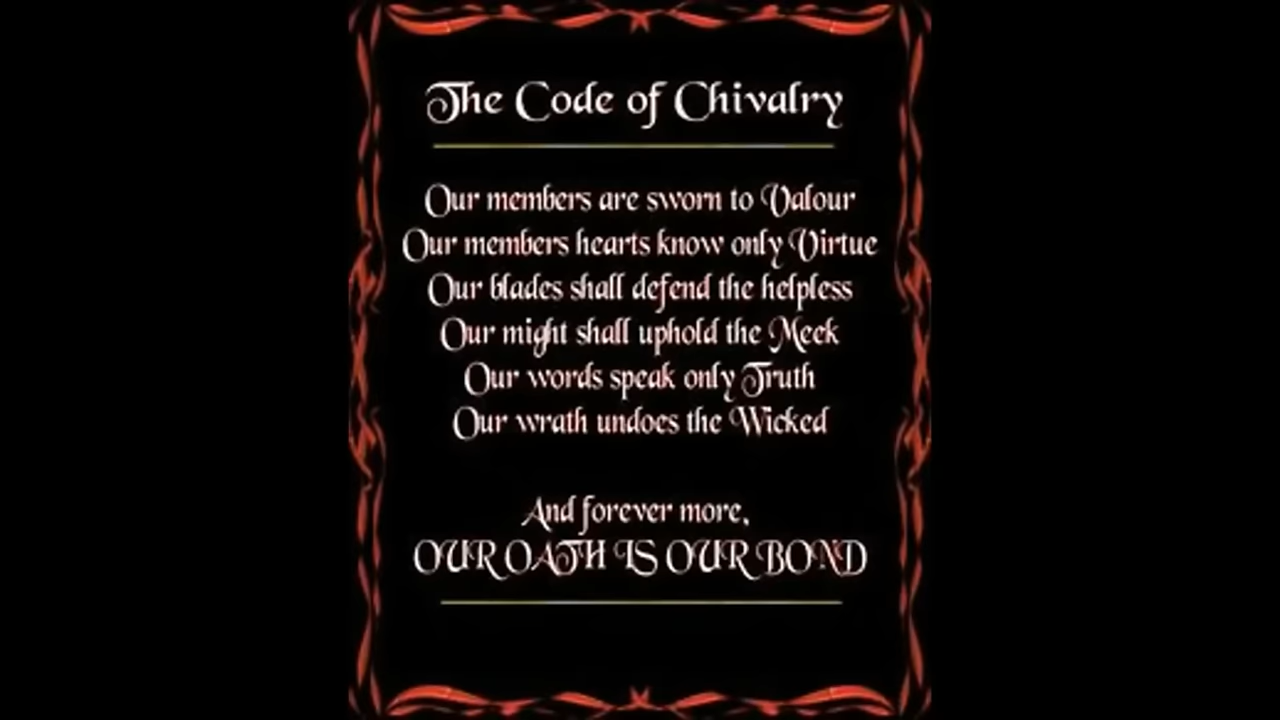 The Code of Chivalry
Our members are sworn to Valour
Our members hearts know only Virtue
Our blades shall defend the helpless
Our might shall uphold the Meek
Our words speak only Truth
Our wrath undoes the Wicked
And forever more,
OUR OATH IS OUR BOND